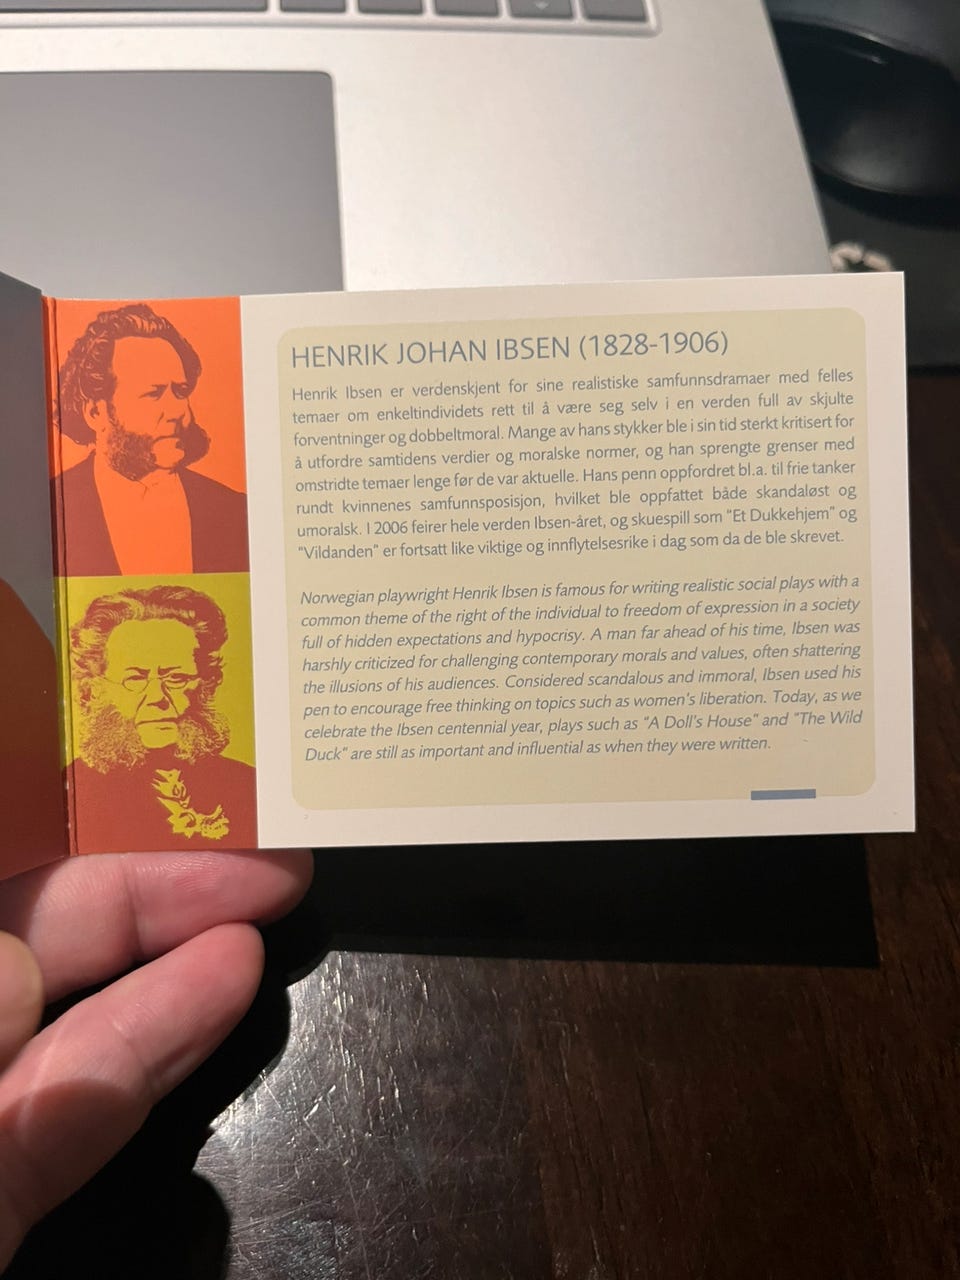 HENRIK JOHAN IBSEN (1828-1906)
Henrik Ibsen er verdenskjent for sine realistiske samfunnsdramaer med felles
temaer om enkeltindividets rett til å være seg selv i en verden full av skjulte
forventninger og dobbeltmoral. Mange av hans stykker ble i sin tid sterkt kritisert for
å utfordre samtidens verdier og moralske normer, og han sprengte grenser med
omstridte temaer lenge før de var aktuelle. Hans penn oppfordret bl.a. til frie tanker
rundt kvinnenes samfunnsposisjon, hvilket ble oppfattet både skandaløst og
umoralsk. I 2006 feirer hele verden Ibsen-året, og skuespill som "Et Dukkehjem" og
"Vildanden" er fortsatt like viktige og innflytelsesrike i dag som da de ble skrevet.
Norwegian playwright Henrik Ibsen is famous for writing realistic social plays with a
common theme of the right of the individual to freedom of expression in a society
full of hidden expectations and hypocrisy. A man far ahead of his time, Ibsen was
harshly criticized for challenging contemporary morals and values, often shattering
the illusions of his audiences. Considered scandalous and immoral, Ibsen used his
pen to encourage free thinking on topics such as women's liberation. Today, as we
celebrate the Ibsen centennial year, plays such as "A Doll's House" and "The Wild
Duck" are still as important and influential as when they were written.